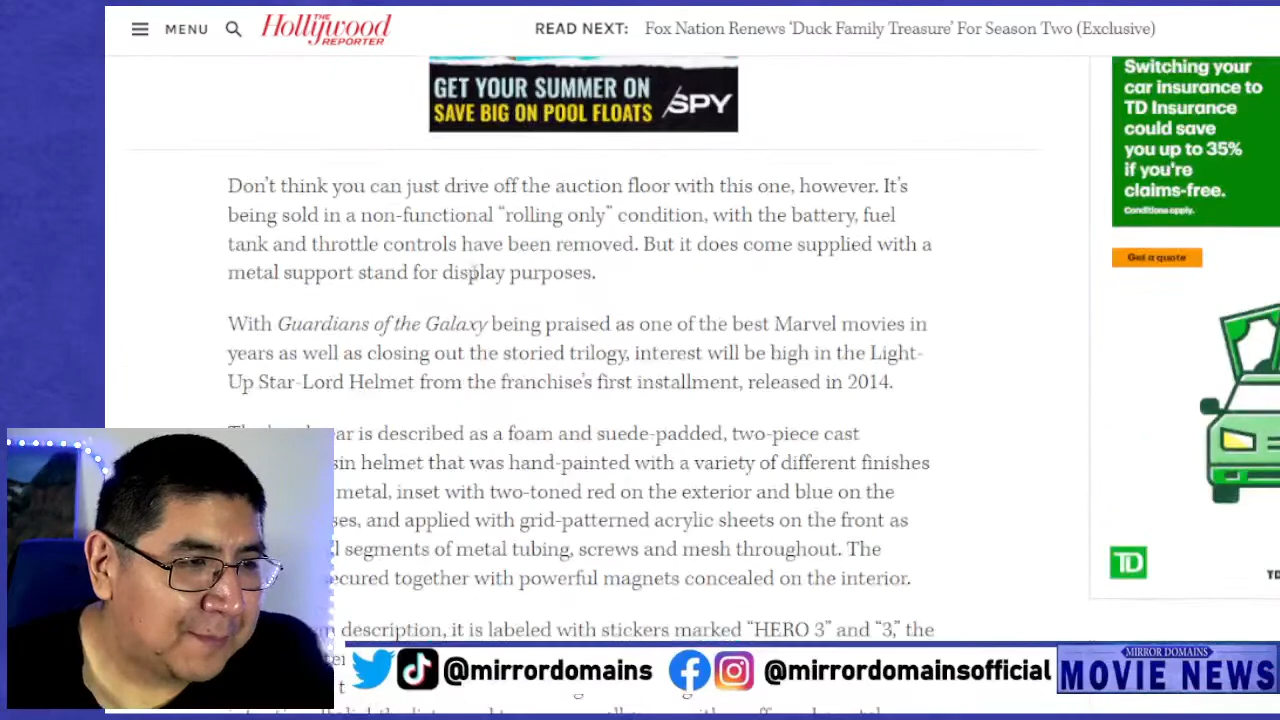 MENU
THE
Hollywood
REPORTER
READ NEXT: Fox Nation Renews ‘Duck Family Treasure’ For Season Two (Exclusive)
GET YOUR SUMMER ON
SAVE BIG ON POOL FLOATS
SPY
Switching your
car insurance to
TD Insurance
could save
you up to 35%
if you're
claims-free.
Conditions apply.
Get a quote
TD
TD
Don’t think you can just drive off the auction floor with this one, however. It’s
being sold in a non-functional “rolling only” condition, with the battery, fuel
tank and throttle controls have been removed. But it does come supplied with a
metal support stand for display purposes.
With Guardians of the Galaxy being praised as one of the best Marvel movies in
years as well as closing out the storied trilogy, interest will be high in the Light-
Up Star-Lord Helmet from the franchise’s first installment, released in 2014.
is described as a foam and suede-padded, two-piece cast
helmet that was hand-painted with a variety of different finishes
metal, inset with two-toned red on the exterior and blue on the
and applied with grid-patterned acrylic sheets on the front as
segments of metal tubing, screws and mesh throughout. The
secured together with powerful magnets concealed on the interior.
description, it is labeled with stickers marked “HERO 3” and “3,” the
@mirrordomains
@mirrordomainsofficial
MIRROR DOMAINS
MOVIE NEWS